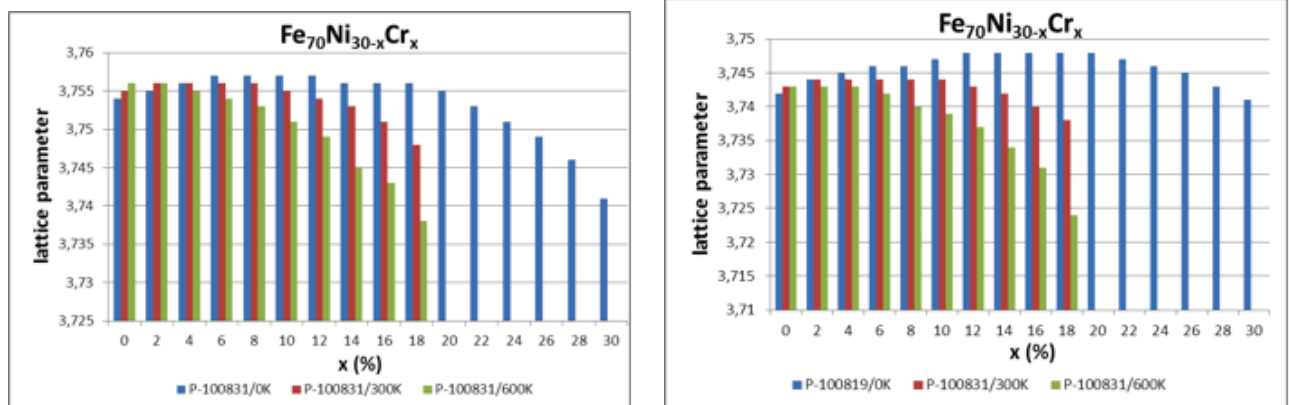 Fe70Ni30-xCrx
3,76
3,755
3,75
3,745
3,74
3,735
3,73
3,725
lattice parameter
0 2 4 6 8 10 12 14 16 18 20 22 24 26 28 30
x (%)
P-100831/0K P-100831/300K P-100831/600K
Fe70Ni30-xCrx
3,75
3,745
3,74
3,735
3,73
3,725
3,72
3,715
3,71
lattice parameter
0 2 4 6 8 10 12 14 16 18 20 22 24 26 28 30
x (%)
P-100819/0K P-100831/300K P-100831/600K